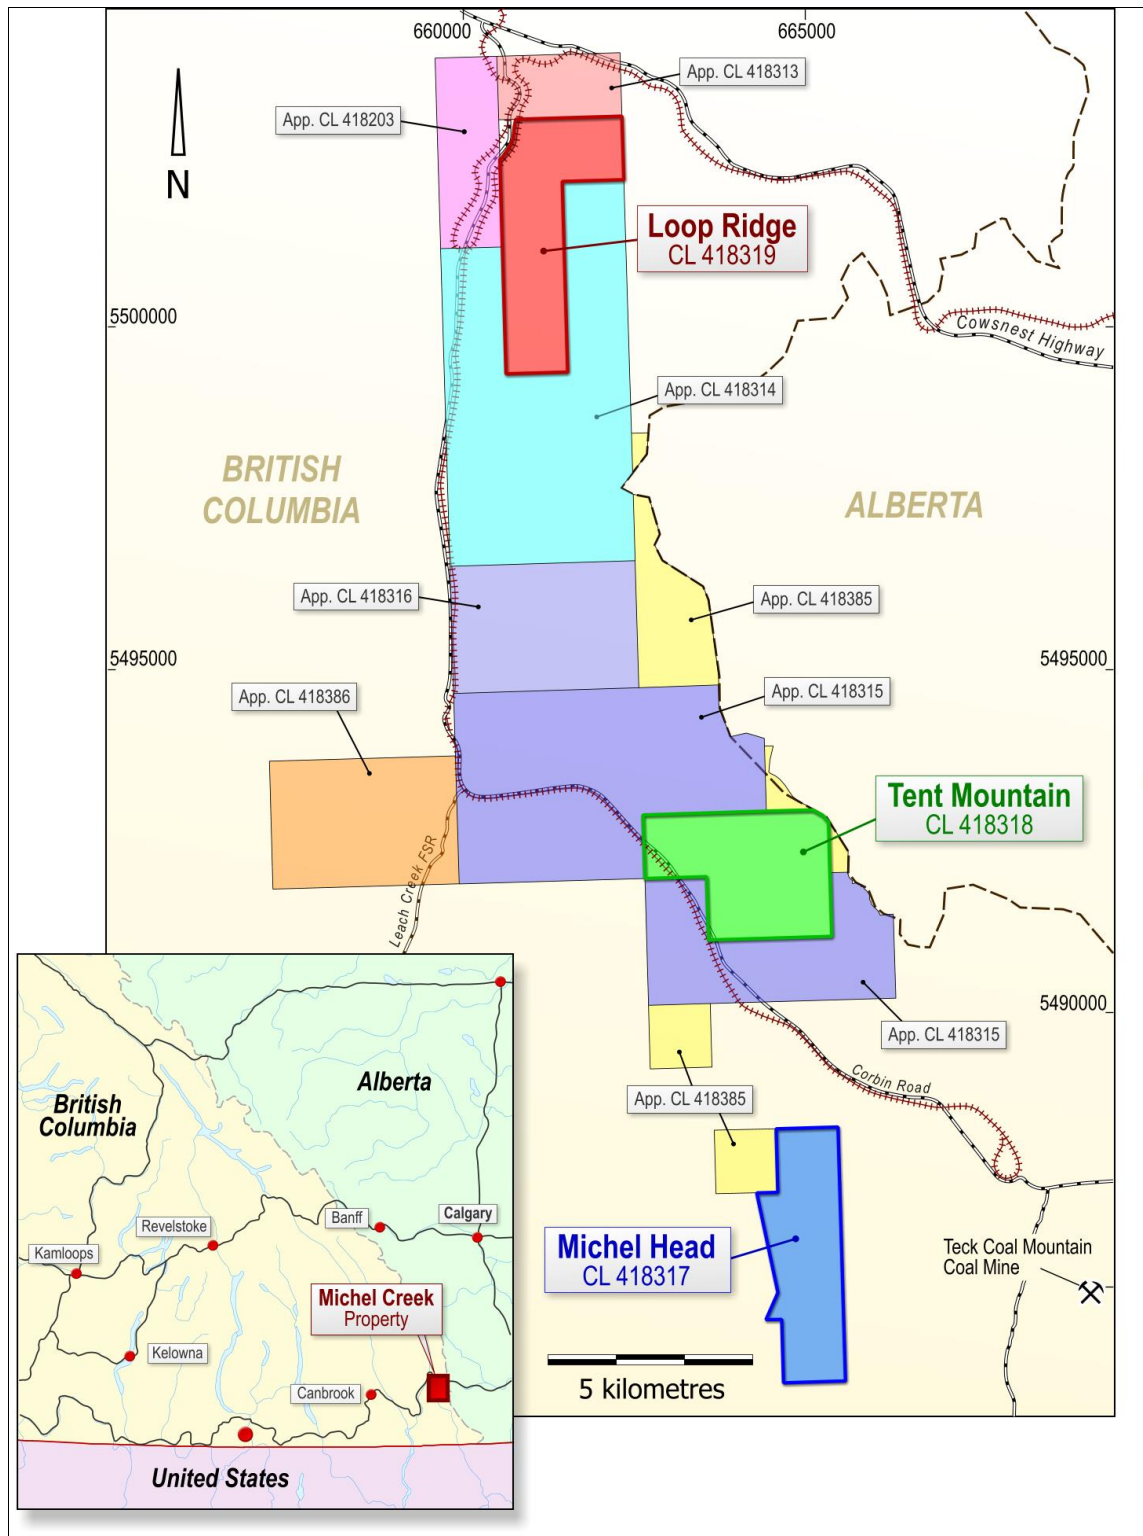 660000
665000
App. CL 418313
App. CL 418203
N
Loop Ridge
CL 418319
5500000
Cowsnest Highway
App. CL 418314
BRITISH
COLUMBIA
ALBERTA
App. CL 418316
App. CL 418385
5495000
5495000
App. CL 418386
App. CL 418315
Tent Mountain
CL 418318
Leach Creek FSR
5490000
App. CL 418315
Corbin Road
App. CL 418385
Michel Head
CL 418317
Teck Coal Mountain
Coal Mine
5 kilometres
Alberta
British
Columbia
Revelstoke
Banff
Calgary
Kamloops
Michel Creek
Property
Kelowna
Canbrook
United States